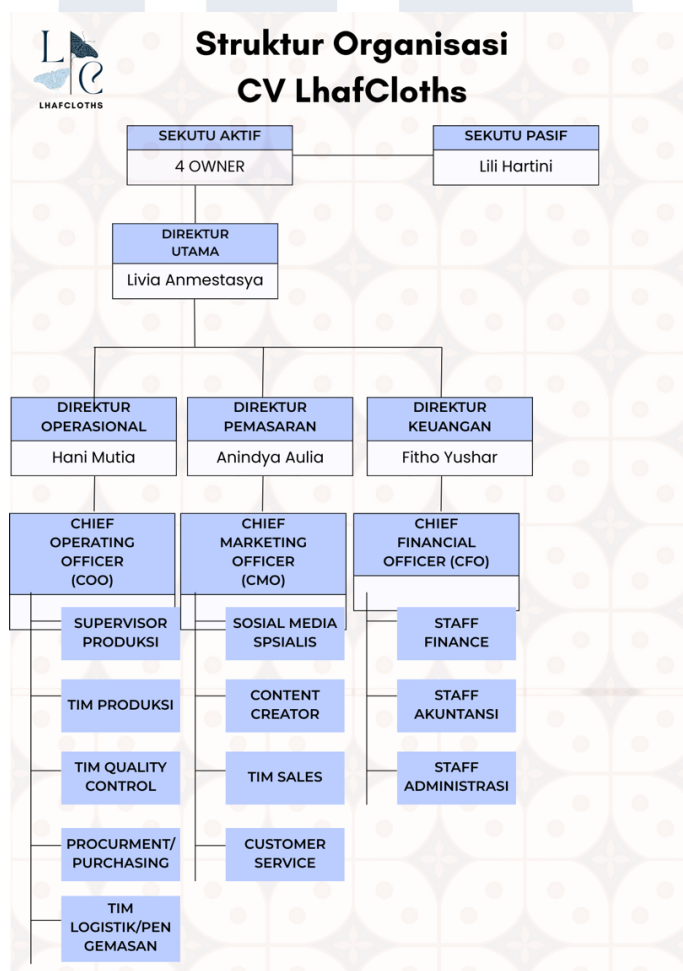 L C
LHAFCLOTHS
Struktur Organisasi
CV LhafCloths
SEKUTU AKTIF
4 OWNER
SEKUTU PASIF
Lili Hartini
DIREKTUR
UTAMA
Livia Anmestasya
DIREKTUR
OPERASIONAL
Hani Mutia
DIREKTUR
PEMASARAN
Anindya Aulia
DIREKTUR
KEUANGAN
Fitho Yushar
CHIEF
OPERATING
OFFICER
(COO)
CHIEF
MARKETING
OFFICER
(CMO)
CHIEF
FINANCIAL
OFFICER (CFO)
SUPERVISOR
PRODUKSI
TIM PRODUKSI
TIM QUALITY
CONTROL
PROCURMENT/
PURCHASING
TIM
LOGISTIK/PEN
GEMASAN
SOSIAL MEDIA
SPSIALIS
CONTENT
CREATOR
TIM SALES
CUSTOMER
SERVICE
STAFF
FINANCE
STAFF
AKUNTANSI
STAFF
ADMINISTRASI